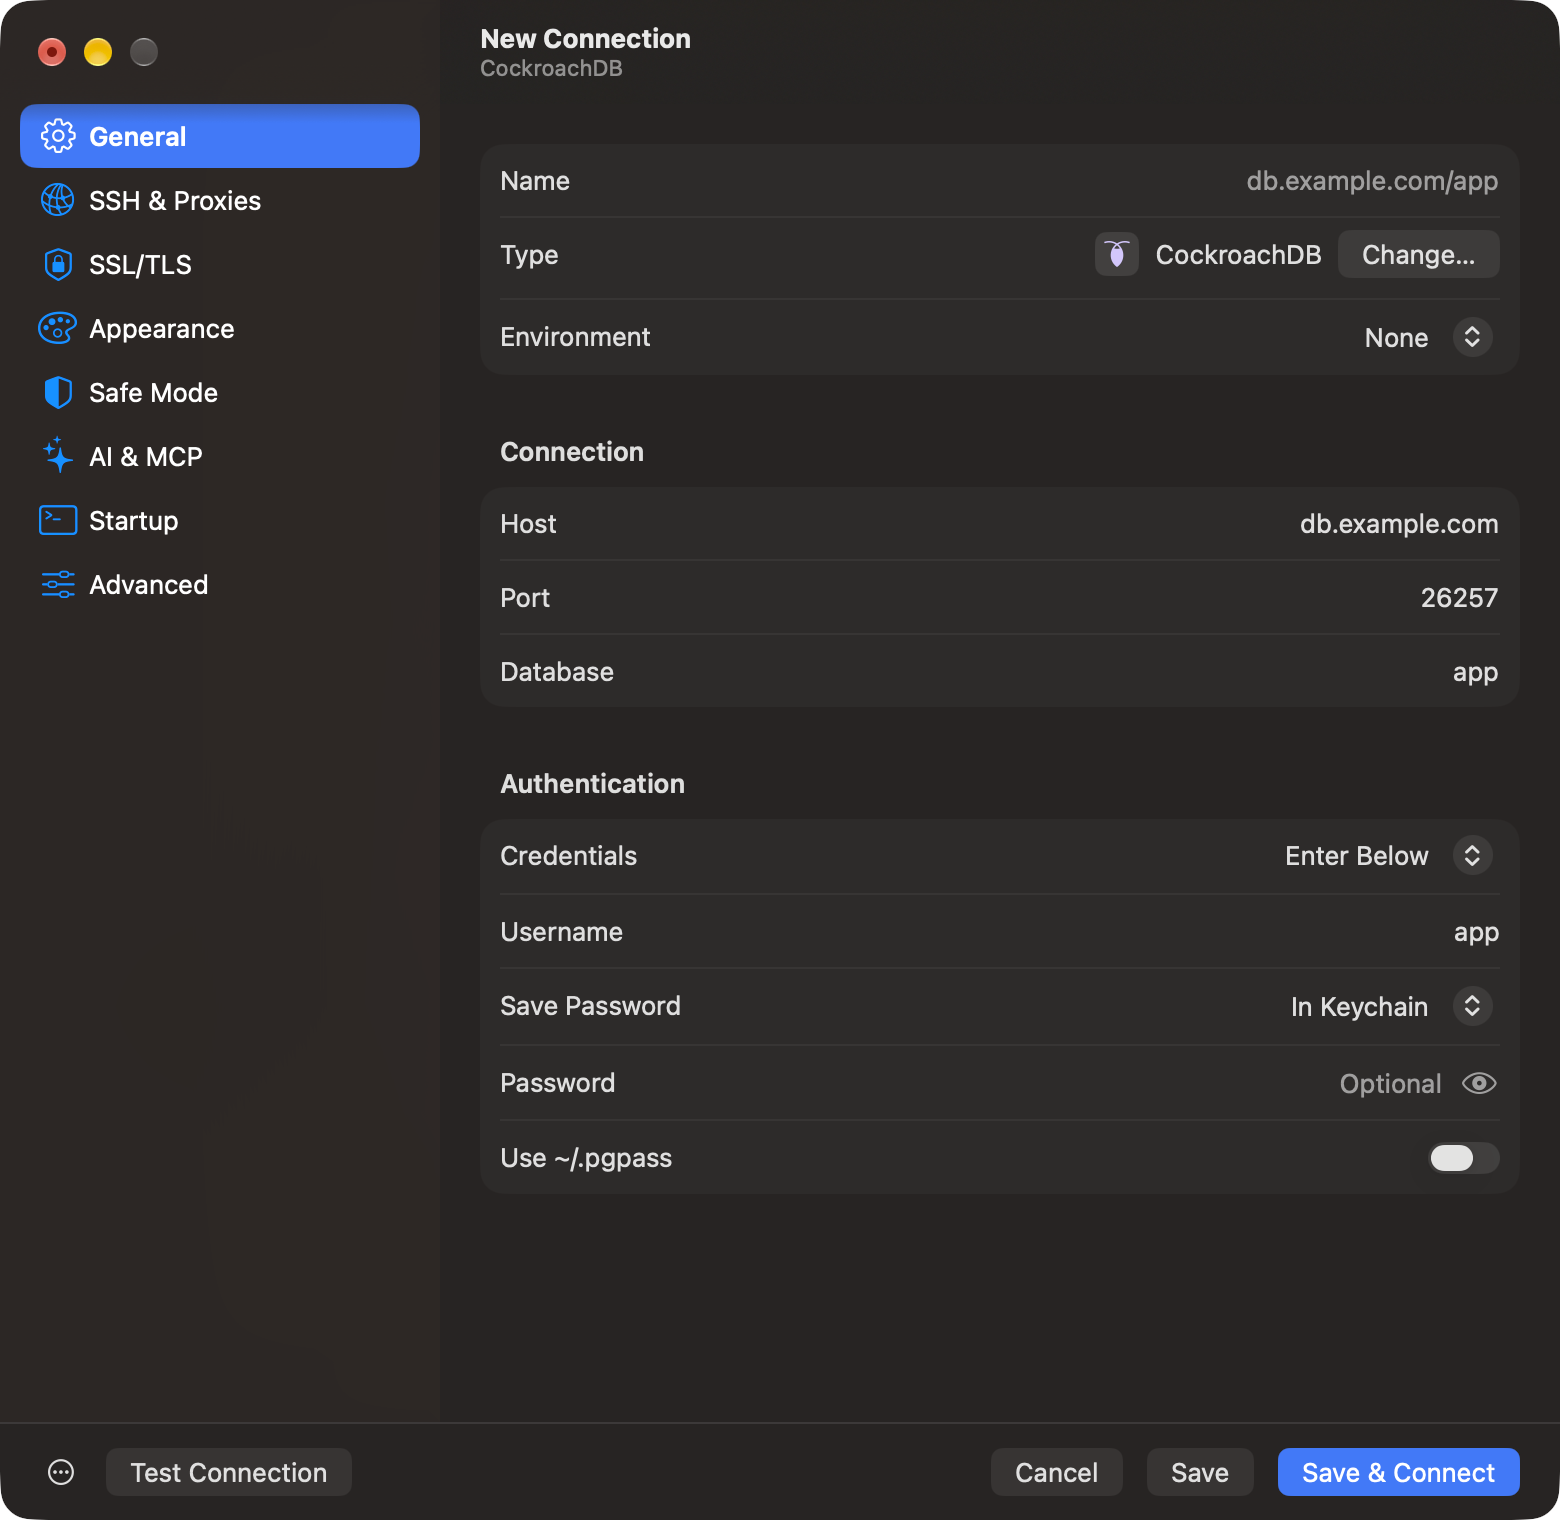 New Connection
CockroachDB
General
SSH & Proxies
SSL/TLS
Appearance
Safe Mode
AI & MCP
Startup
Advanced
Name db.example.com/app
Type CockroachDB Change...
Environment None
Connection
Host db.example.com
Port 26257
Database app
Authentication
Credentials Enter Below
Username app
Save Password In Keychain
Password Optional
Use ~/.pgpass
Test Connection Cancel Save Save & Connect